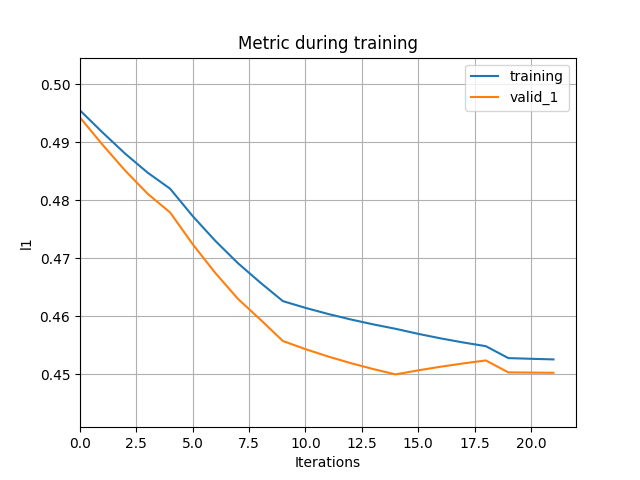 Metric during training
training
valid_1
0.50
0.49
0.48
0.47
0.46
0.45
l1
0.0 2.5 5.0 7.5 10.0 12.5 15.0 17.5 20.0
Iterations